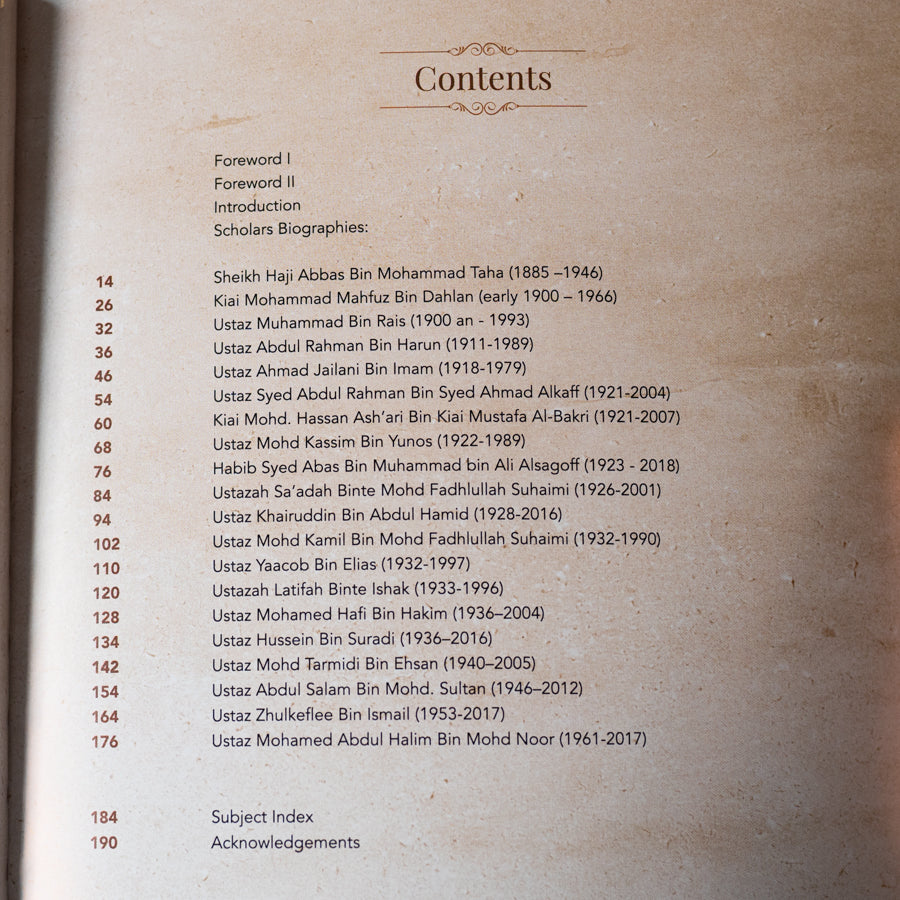 Contents
Foreword I
Foreword II
Introduction
Scholars Biographies:
14 Sheikh Haji Abbas Bin Mohammad Taha (1885 –1946)
26 Kiai Mohammad Mahfuz Bin Dahlan (early 1900 – 1966)
32 Ustaz Muhammad Bin Rais (1900 an - 1993)
36 Ustaz Abdul Rahman Bin Harun (1911-1989)
46 Ustaz Ahmad Jailani Bin Imam (1918-1979)
54 Ustaz Syed Abdul Rahman Bin Syed Ahmad Alkaff (1921-2004)
60 Kiai Mohd. Hassan Ash’ari Bin Kiai Mustafa Al-Bakri (1921-2007)
68 Ustaz Mohd Kassim Bin Yunos (1922-1989)
76 Habib Syed Abas Bin Muhammad bin Ali Alsagoff (1923 - 2018)
84 Ustazah Sa’adah Binte Mohd Fadhlullah Suhaimi (1926-2001)
94 Ustaz Khairuddin Bin Abdul Hamid (1928-2016)
102 Ustaz Mohd Kamil Bin Mohd Fadhlullah Suhaimi (1932-1990)
110 Ustaz Yaacob Bin Elias (1932-1997)
120 Ustazah Latifah Binte Ishak (1933-1996)
128 Ustaz Mohamed Hafi Bin Hakim (1936–2004)
134 Ustaz Hussein Bin Suradi (1936–2016)
142 Ustaz Mohd Tarmidi Bin Ehsan (1940–2005)
154 Ustaz Abdul Salam Bin Mohd. Sultan (1946–2012)
164 Ustaz Zhulkeflee Bin Ismail (1953-2017)
176 Ustaz Mohamed Abdul Halim Bin Mohd Noor (1961-2017)
184 Subject Index
190 Acknowledgements